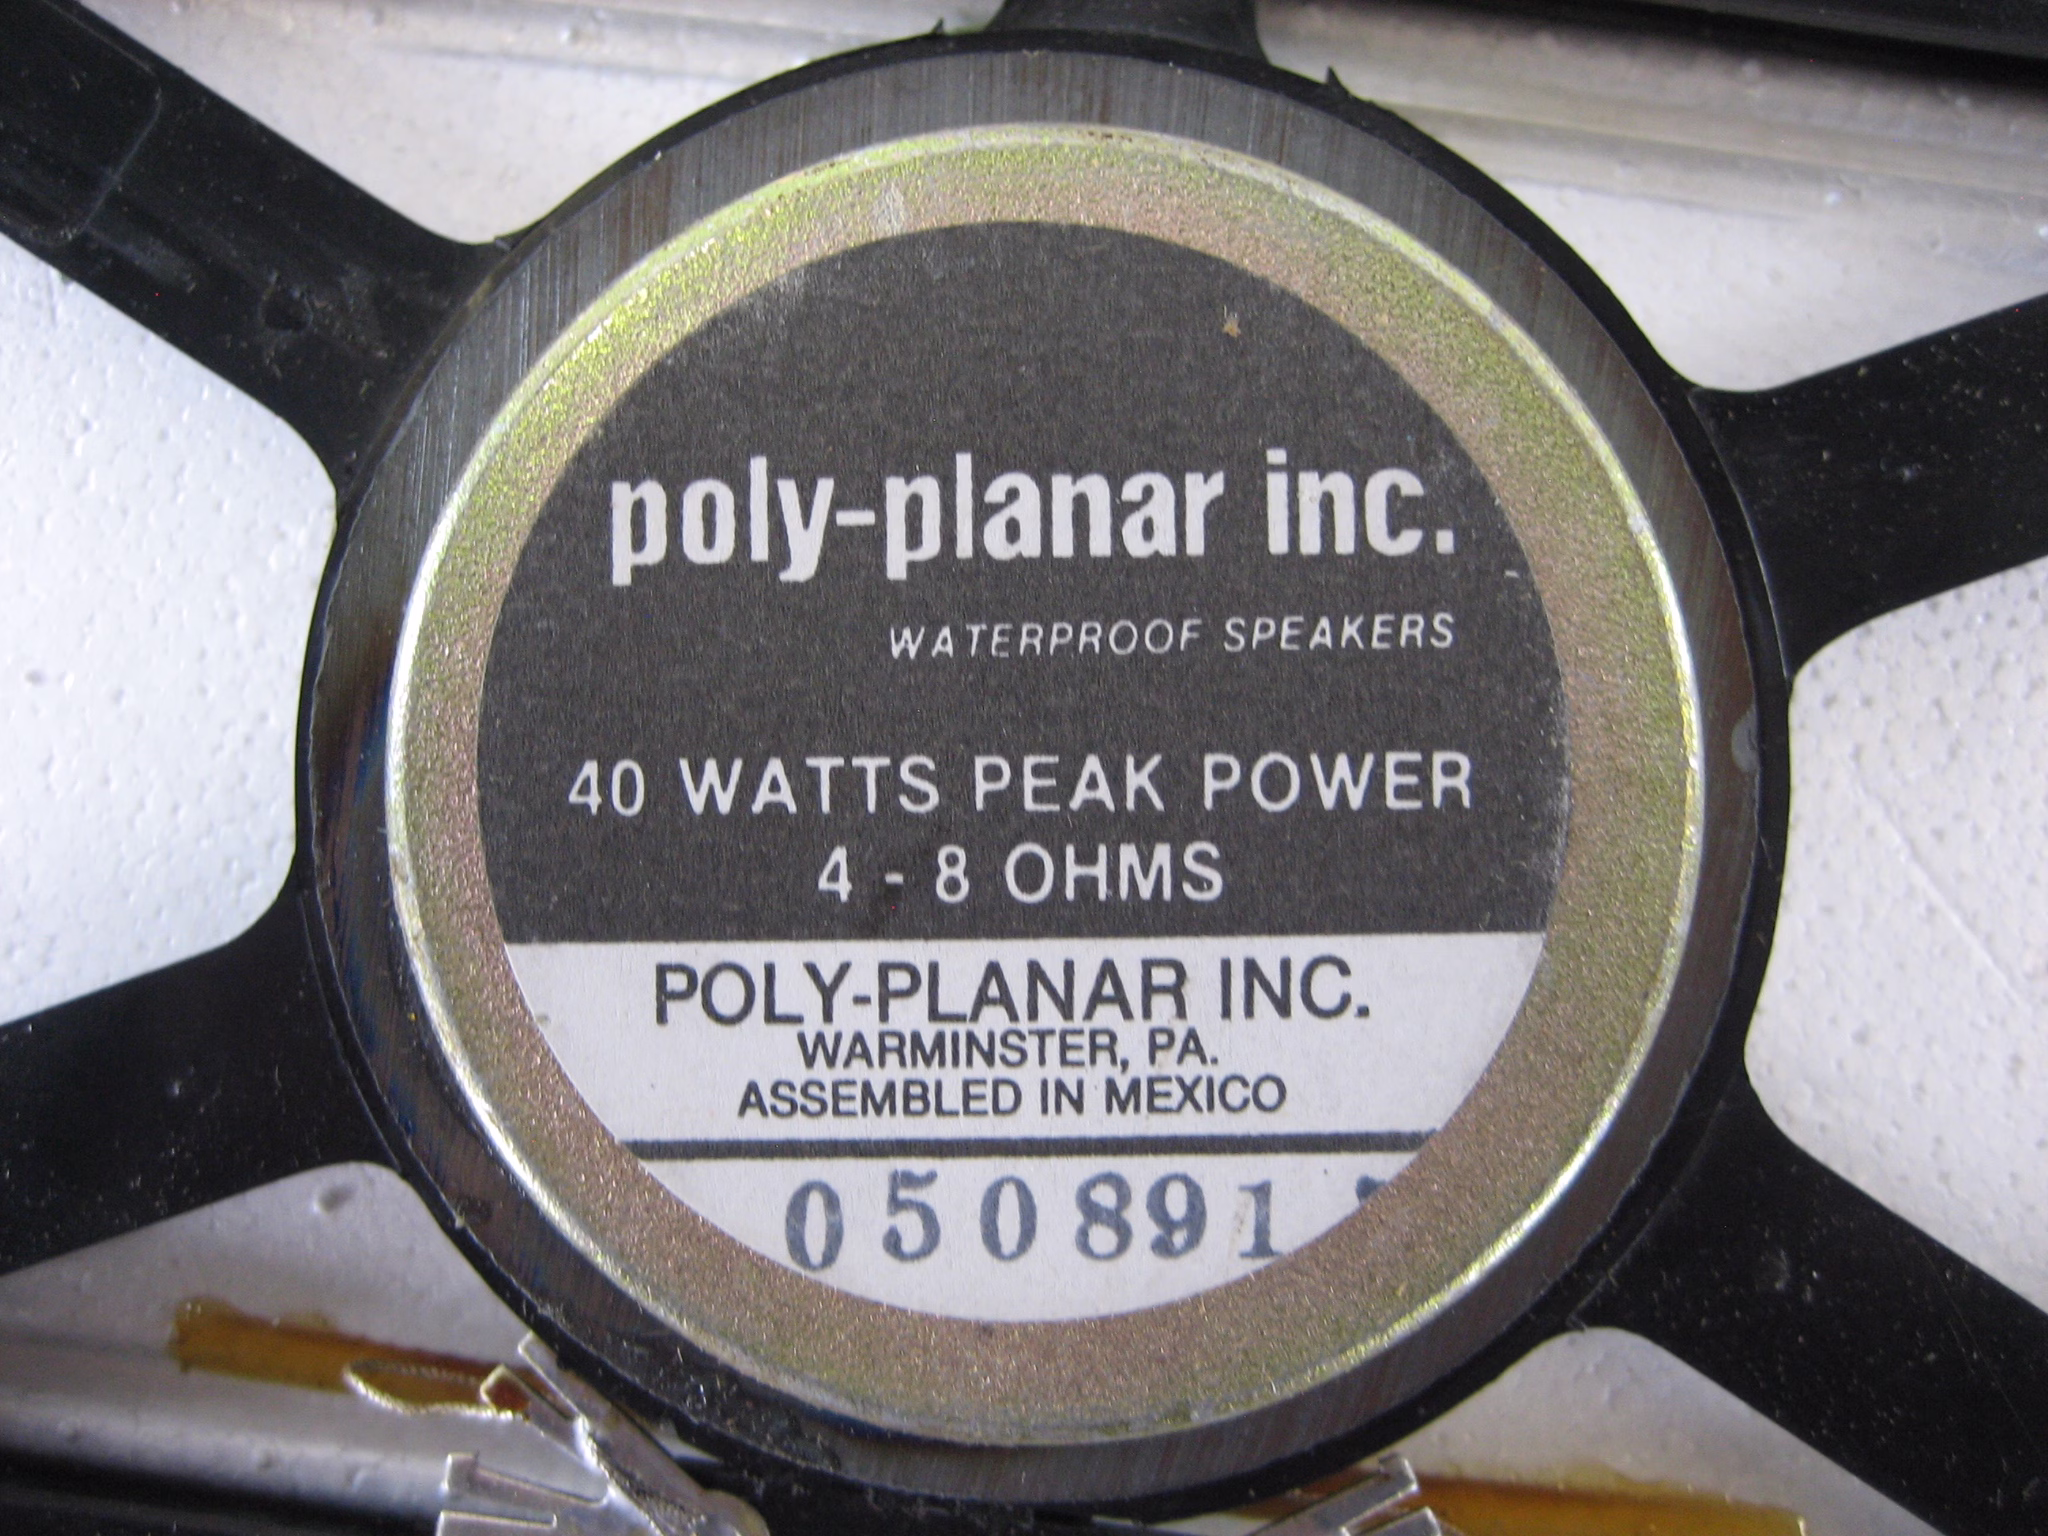 poly-planar inc.
WATERPROOF SPEAKERS
40 WATTS PEAK POWER
4 - 8 OHMS
POLY-PLANAR INC.
WARMINSTER, PA.
ASSEMBLED IN MEXICO
050891